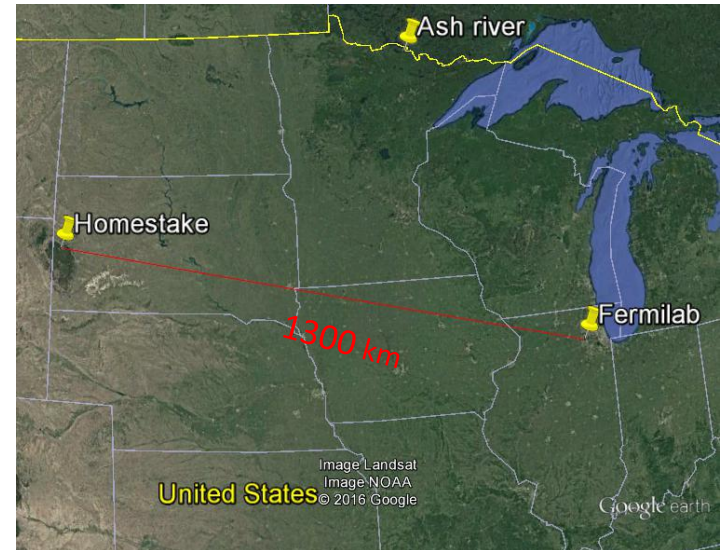 Ash river
Homestake
Fermilab
1300 km
Image Landsat
Image NOAA
United States © 2016 Google
Google earth